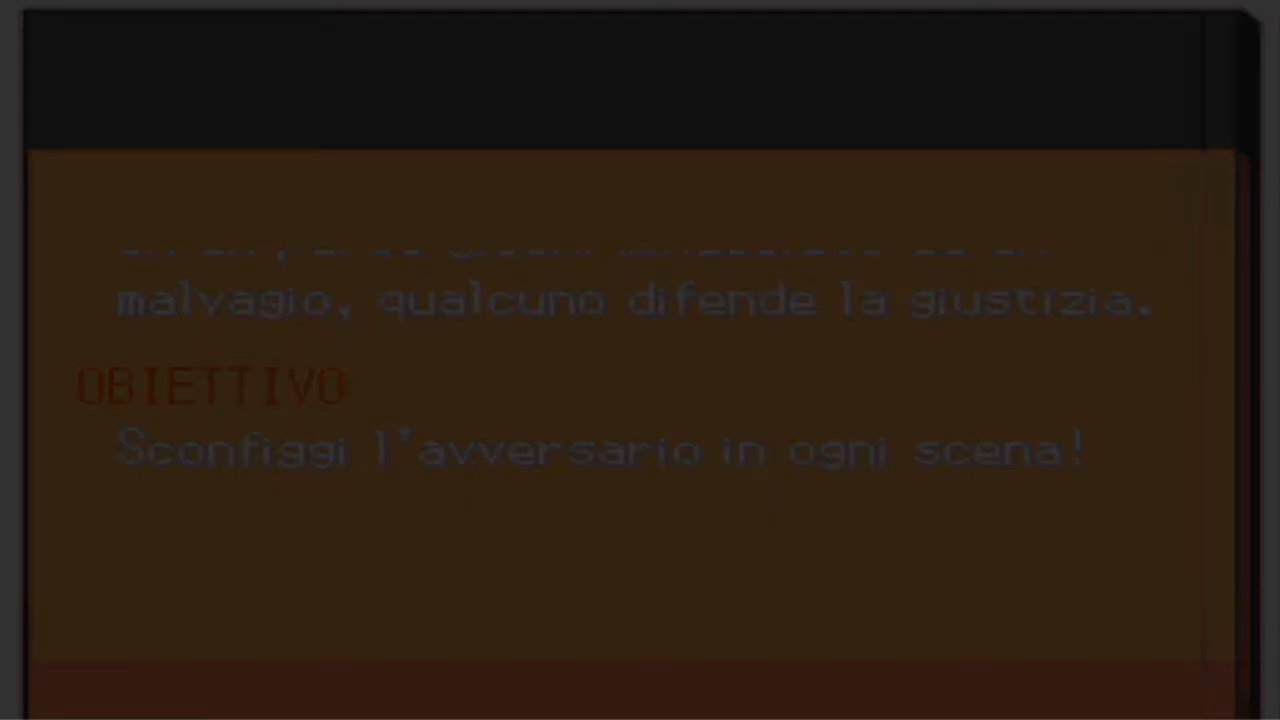 malvagio, qualcuno difende la giustizia.
OBIETTIVO
Sconfiggi l'avversario in ogni scena!